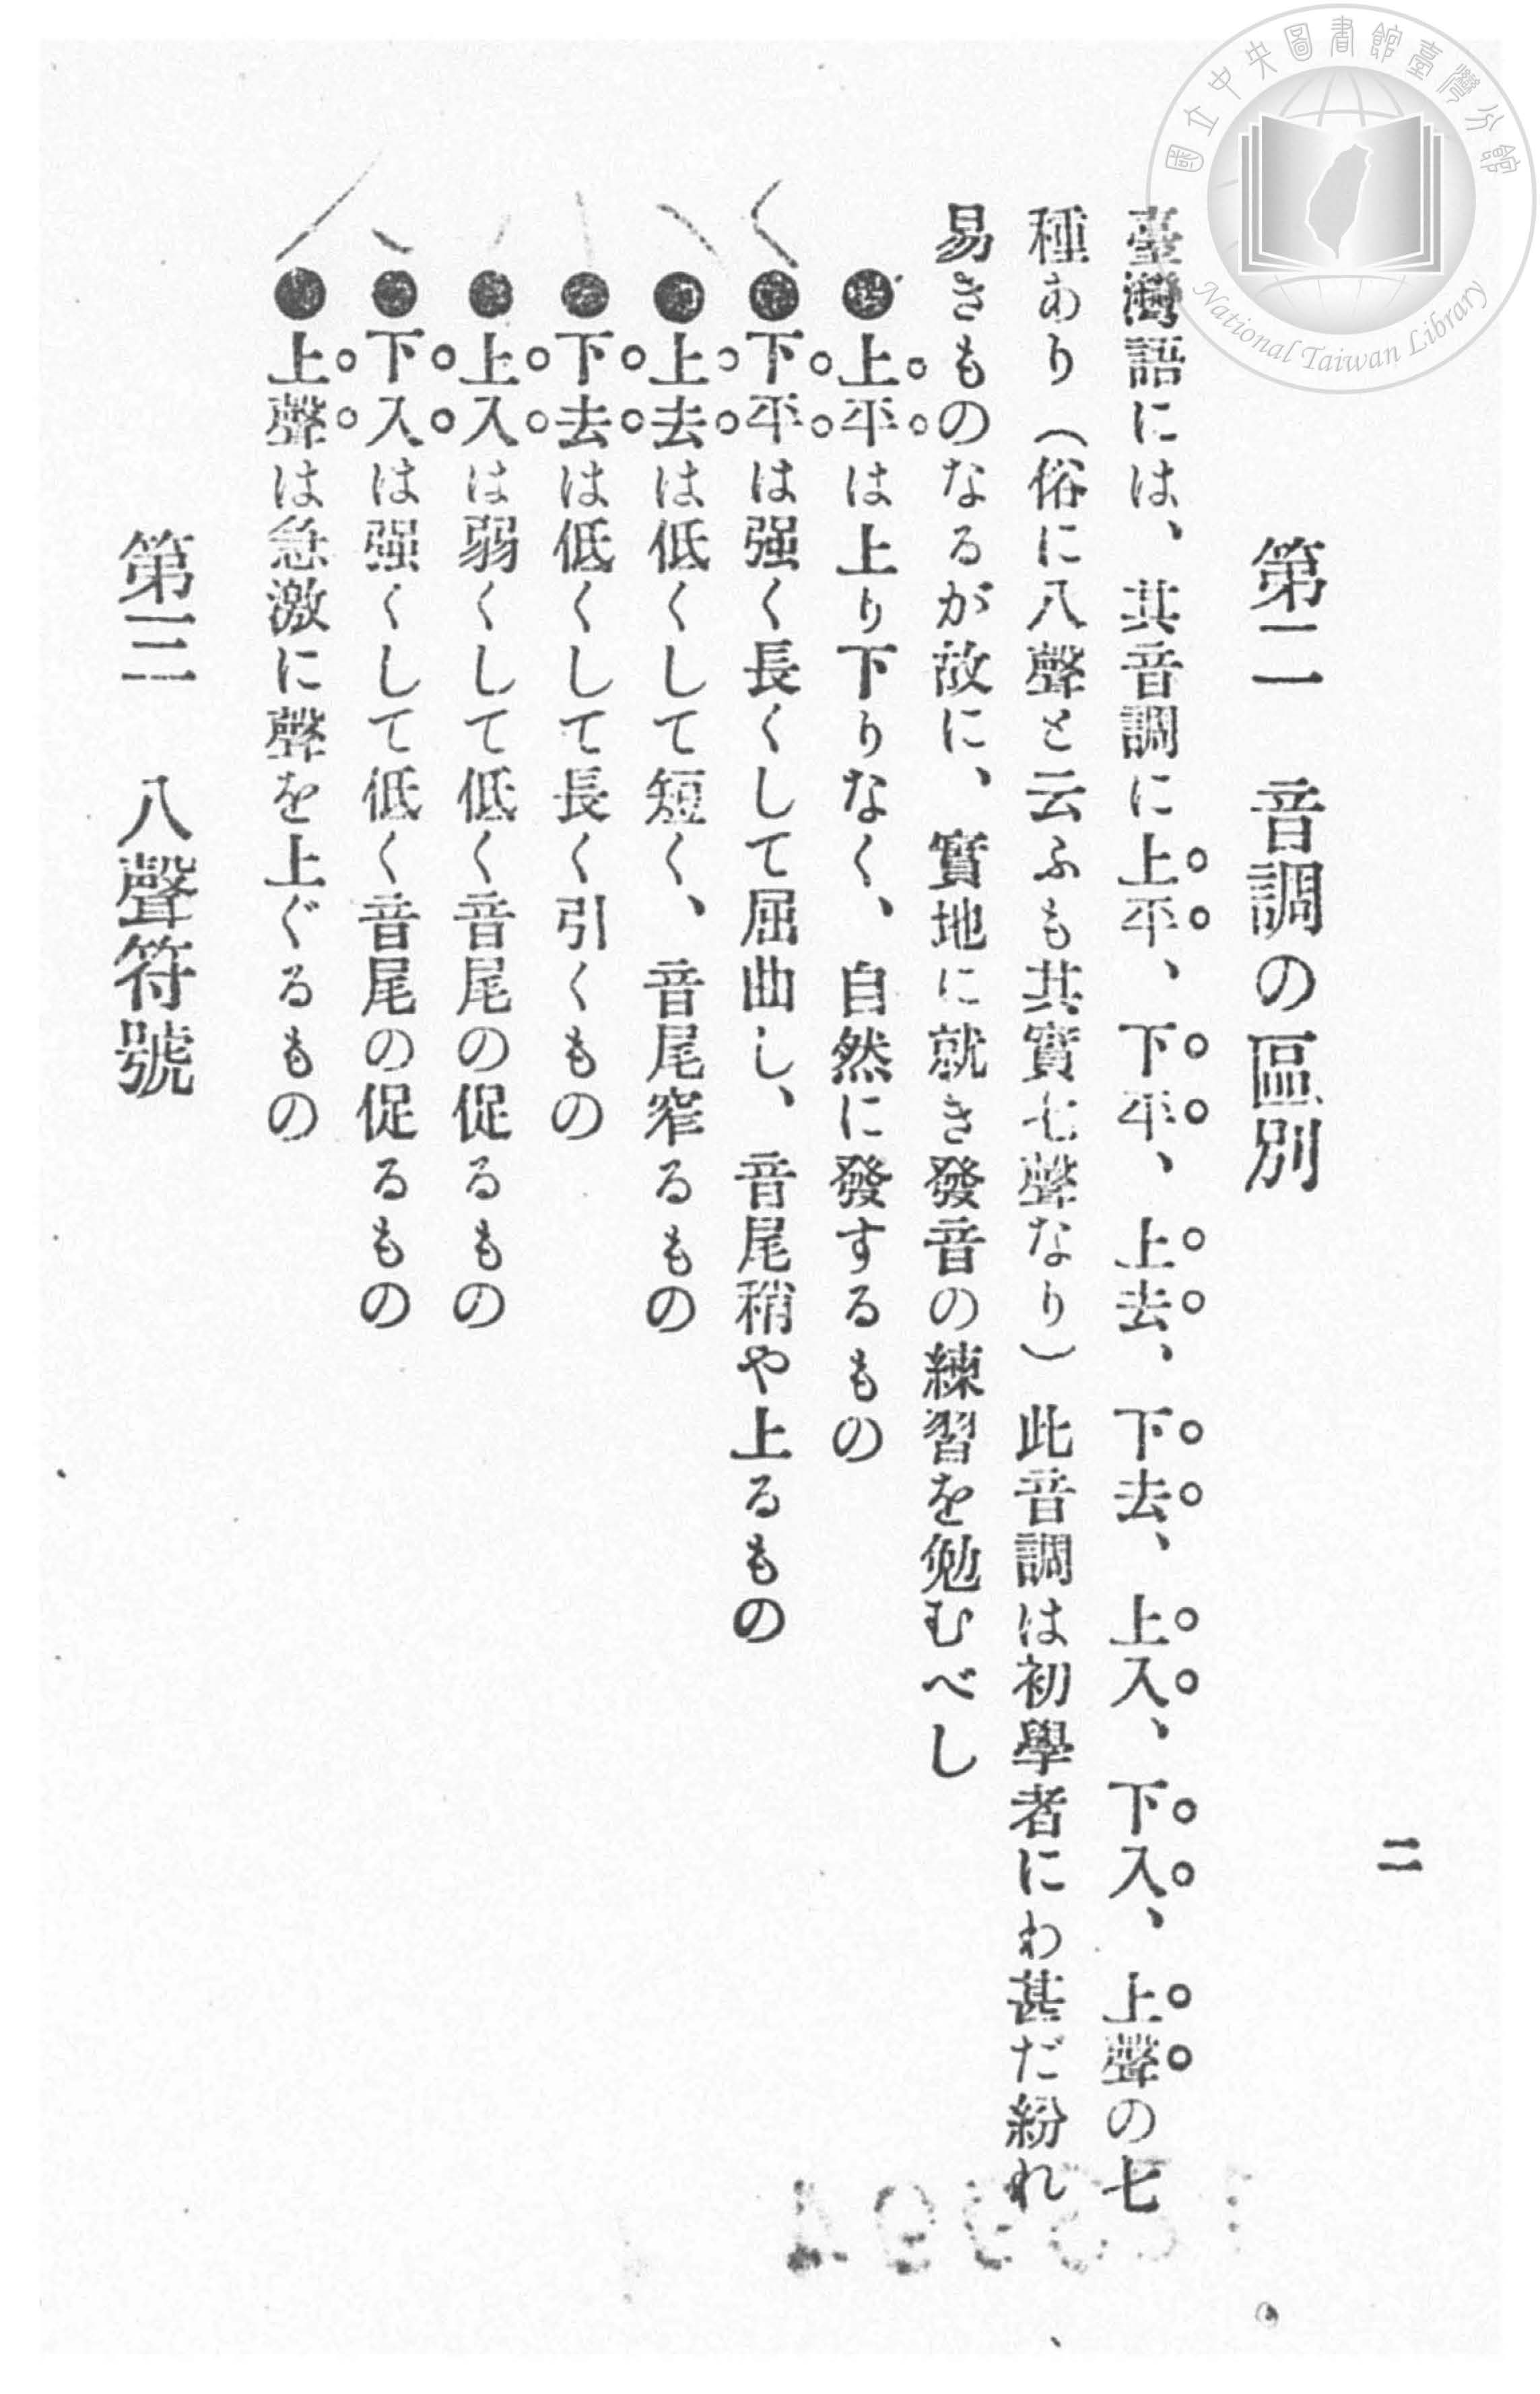 二
第二　音調の區別
臺灣語には、其音調に上平、下平、上去、下去、上入、下入、上聲の七
種あり（俗に八聲と云ふも其實七聲なり）此音調は初學者にわ甚だ紛れ
易きものなるが故に、實地に就き發音の練習を勉むべし
●上平は上り下りなく、自然に發するもの
●下平は强く長くして屈曲し、音尾稍や上るもの
●上去は低くして短く、音尾窄るもの
●下去は低くして長く引くもの
●上入は弱くして低く音尾の促るもの
●下入は强くして低く音尾の促るもの
●上聲は急激に聲を上ぐるもの
第三　八聲符號
國立中央圖書館臺灣分館
National Taiwan Library